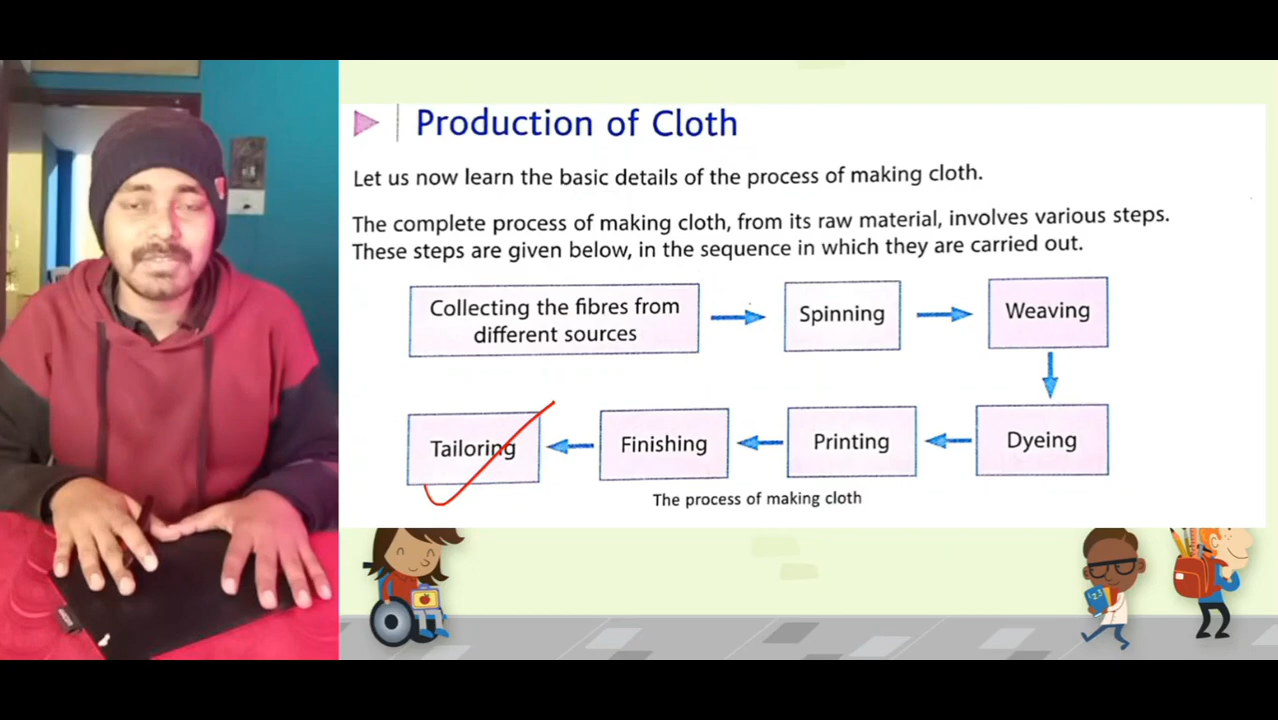 Production of Cloth
Let us now learn the basic details of the process of making cloth.
The complete process of making cloth, from its raw material, involves various steps.
These steps are given below, in the sequence in which they are carried out.
Collecting the fibres from
different sources
Spinning
Weaving
Dyeing
Printing
Finishing
Tailoring
The process of making cloth